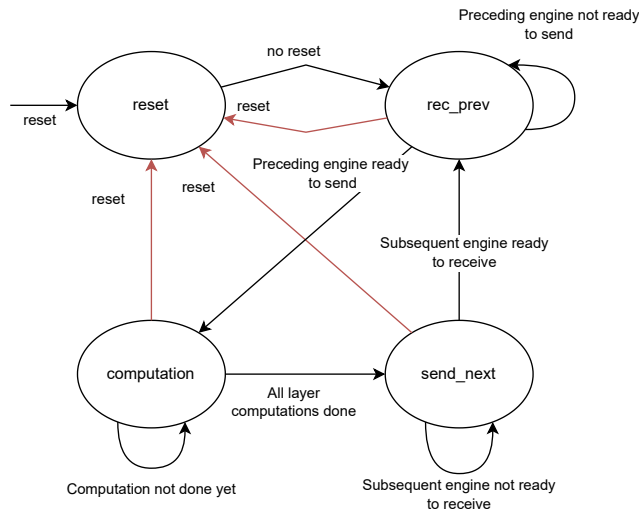 Preceding engine not ready
to send
no reset
reset
rec_prev
reset
reset
Preceding engine ready
to send
reset
reset
Subsequent engine ready
to receive
computation
send_next
All layer
computations done
Computation not done yet
Subsequent engine not ready
to receive